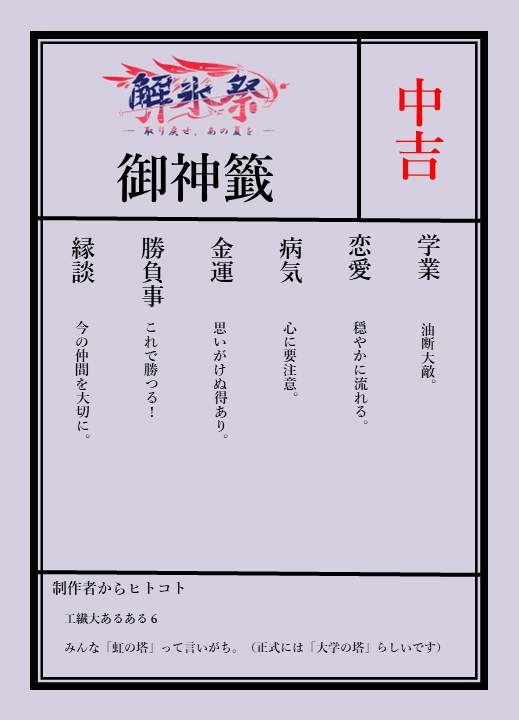 解氷祭
取り戻せ、あの夏を
御神籤
中吉
学業
油断大敵。
恋愛
穏やかに流れる。
病気
心に要注意。
金運
思いがけぬ得あり。
勝負事
これで勝つる！
縁談
今の仲間を大切に。
制作者からヒトコト
工繊大あるある６
みんな「虹の塔」って言いがち。（正式には「大学の塔」らしいです）